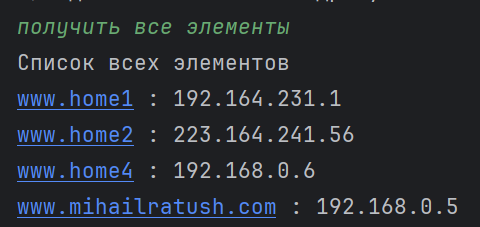 получить все элементы
Список всех элементов
www.home1 : 192.164.231.1
www.home2 : 223.164.241.56
www.home4 : 192.168.0.6
www.mihailratush.com : 192.168.0.5